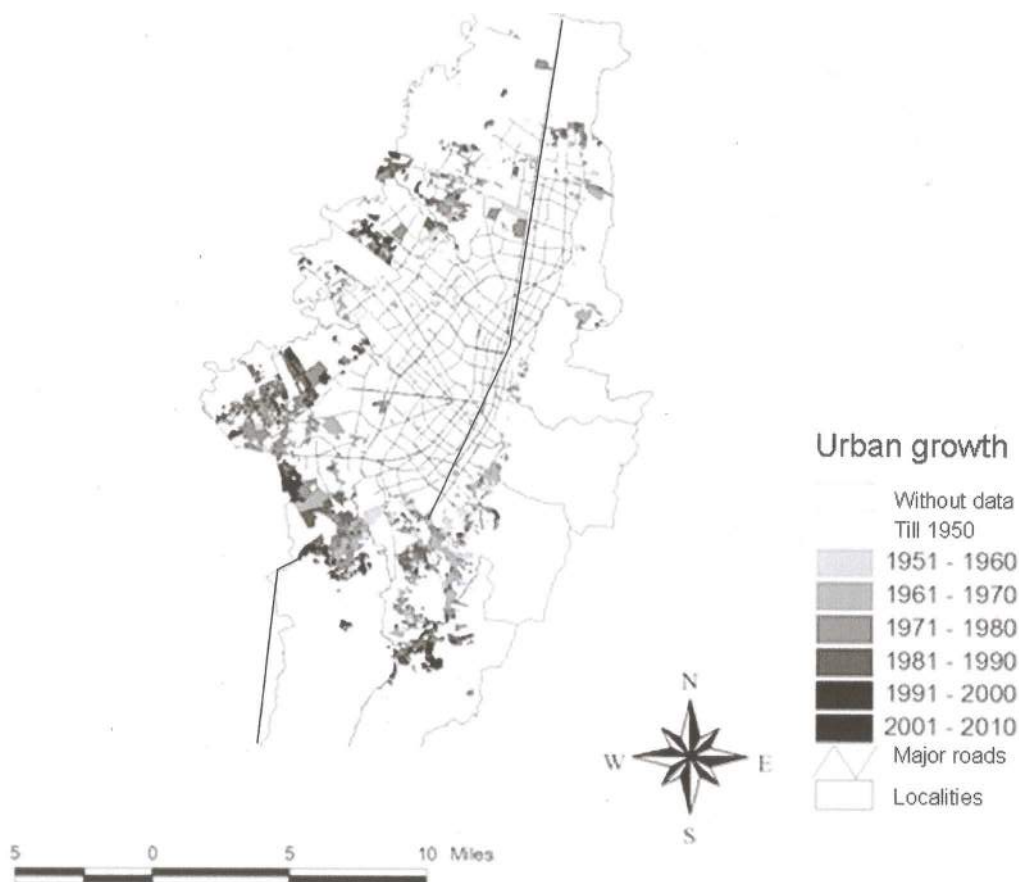 Urban growth
Without data
Till 1950
1951 - 1960
1961 - 1970
1971 - 1980
1981 - 1990
1991 - 2000
2001 - 2010
Major roads
Localities
N
W E
S
5 0 5 10 Miles